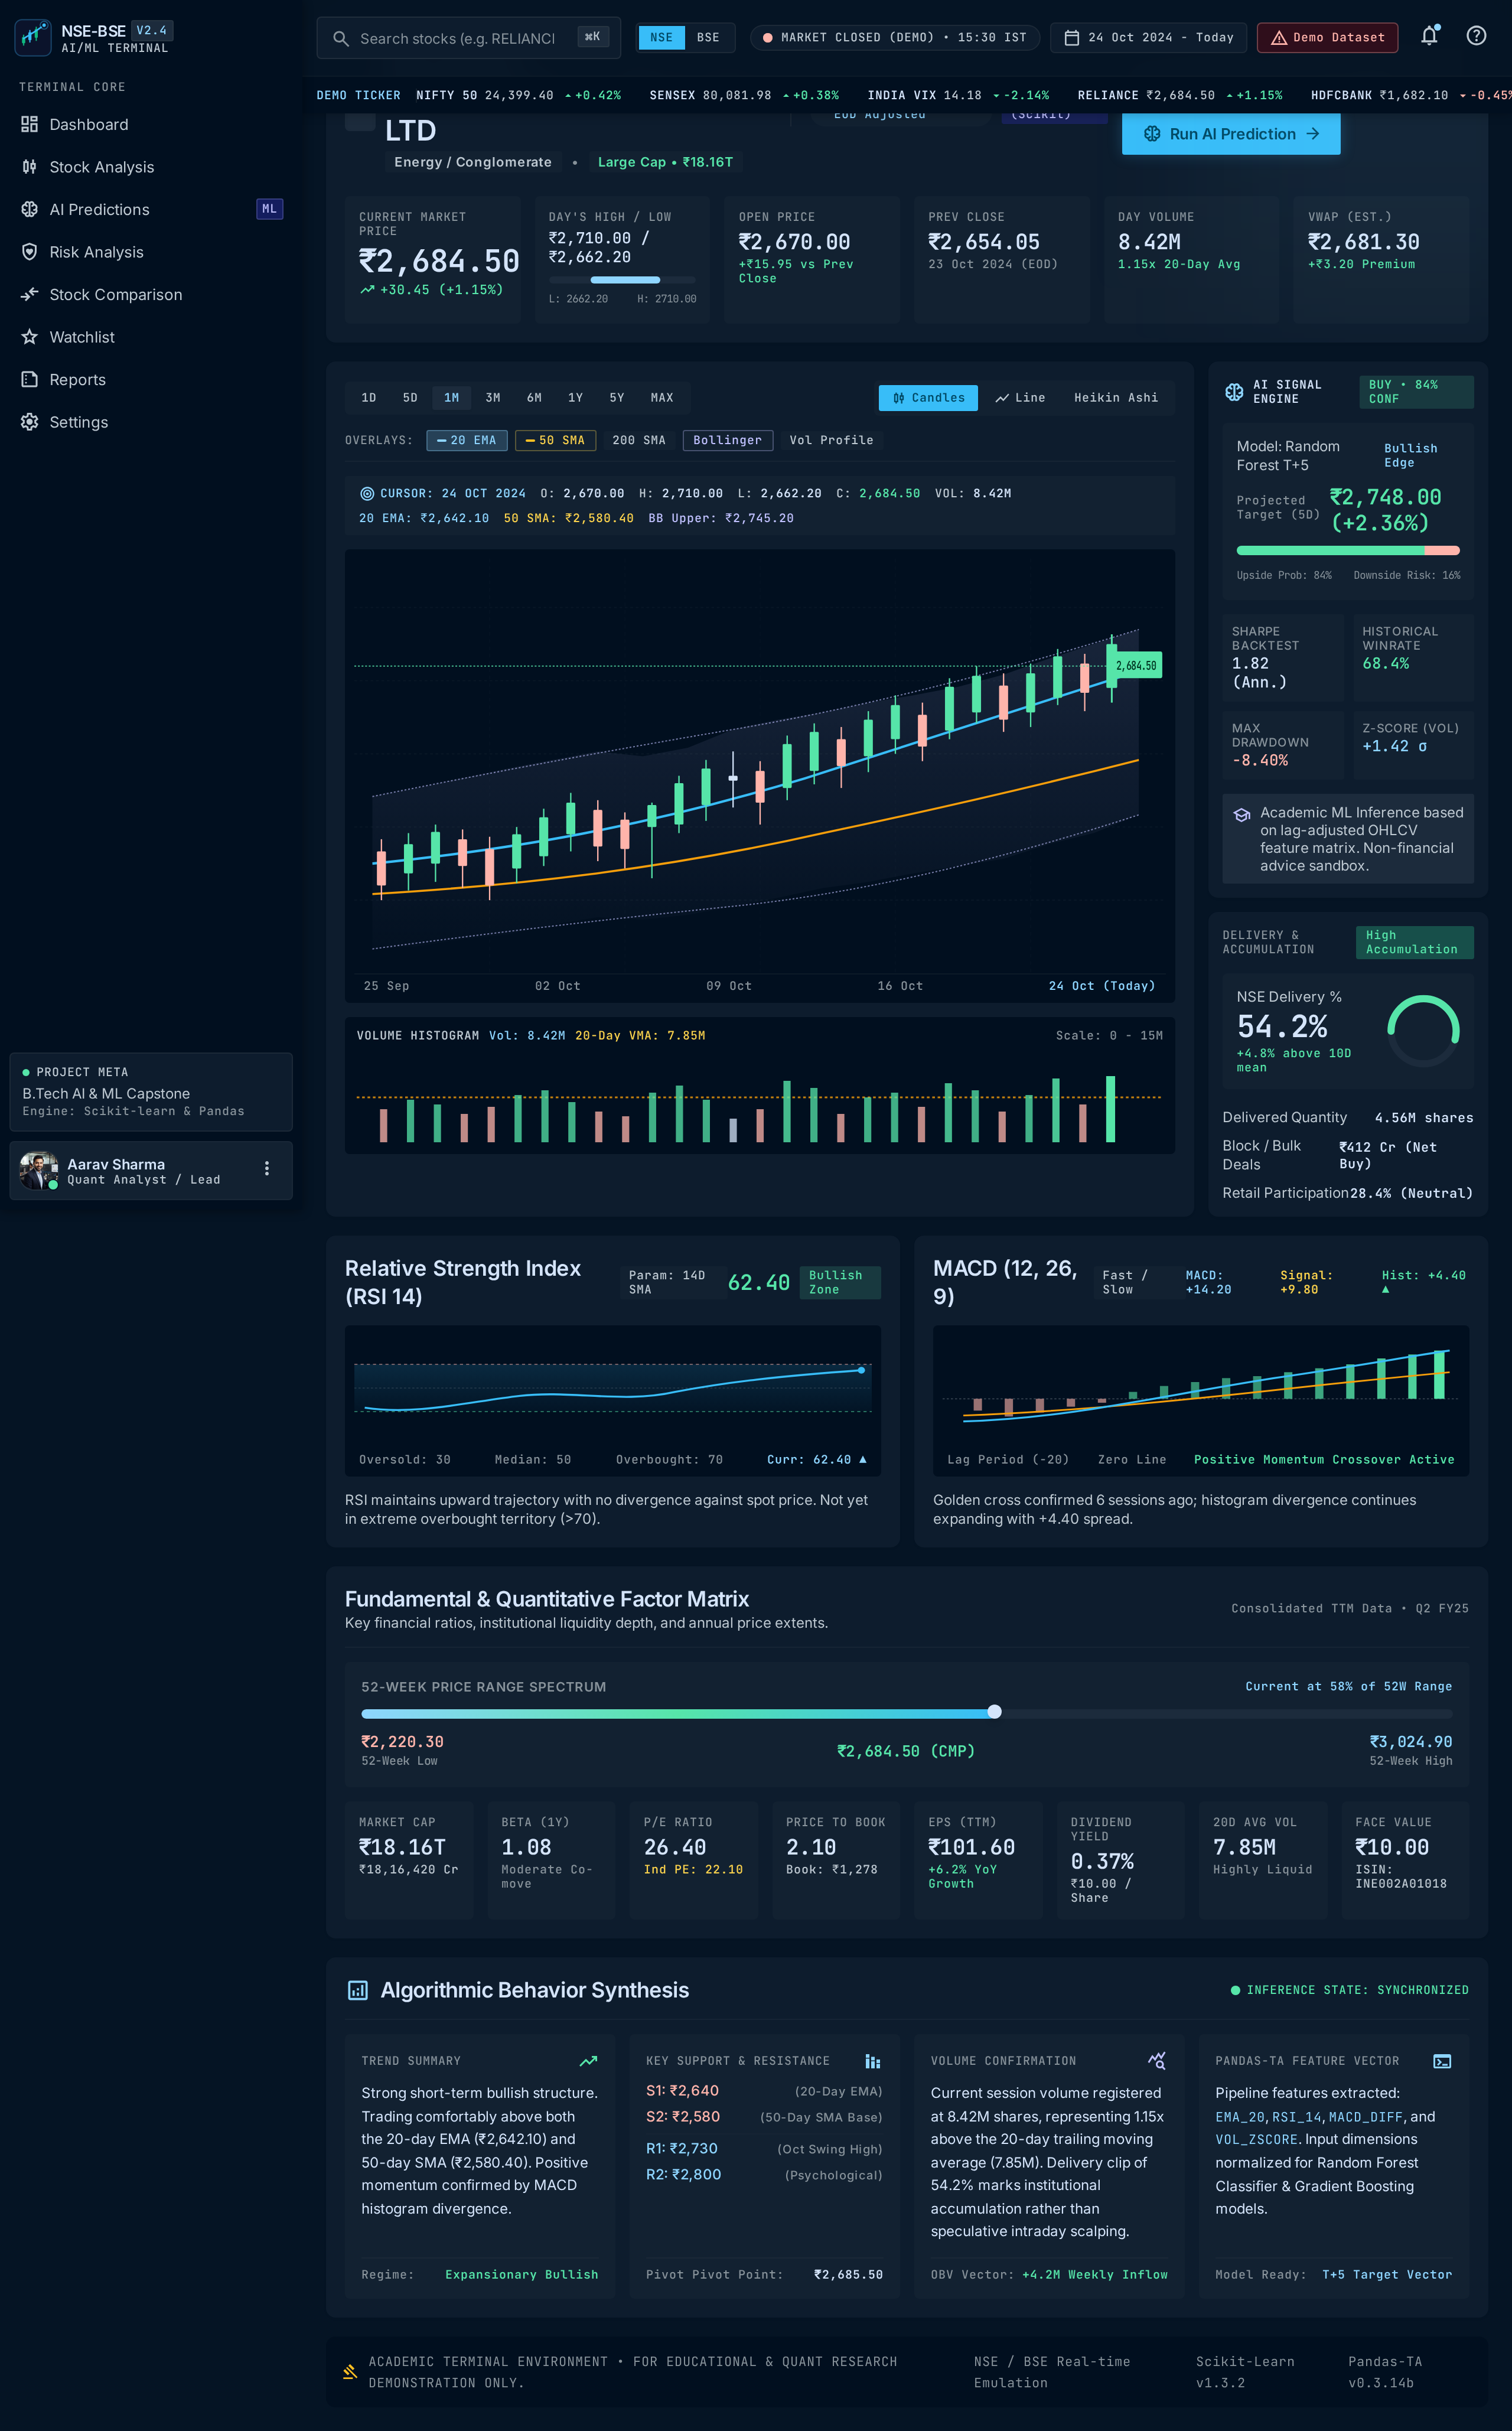 NSE-BSE V2.4
AI/ML TERMINAL
Search stocks (e.g. RELIANCI
⌘K
NSE BSE
MARKET CLOSED (DEMO) • 15:30 IST
24 Oct 2024 - Today
Demo Dataset
TERMINAL CORE
Dashboard
Stock Analysis
AI Predictions ML
Risk Analysis
Stock Comparison
Watchlist
Reports
Settings
PROJECT META
B.Tech AI & ML Capstone
Engine: Scikit-learn & Pandas
Aarav Sharma
Quant Analyst / Lead
DEMO TICKER NIFTY 50 24,399.40 +0.42% SENSEX 80,081.98 +0.38% INDIA VIX 14.18 -2.14% RELIANCE ₹2,684.50 +1.15% HDFCBANK ₹1,682.10 -0.45%
LTD
EOD Adjusted
(Scikit)
Run AI Prediction
Energy / Conglomerate • Large Cap • ₹18.16T
CURRENT MARKET
PRICE
₹2,684.50
+30.45 (+1.15%)
DAY'S HIGH / LOW
₹2,710.00 /
₹2,662.20
L: 2662.20 H: 2710.00
OPEN PRICE
₹2,670.00
+₹15.95 vs Prev
Close
PREV CLOSE
₹2,654.05
23 Oct 2024 (EOD)
DAY VOLUME
8.42M
1.15x 20-Day Avg
VWAP (EST.)
₹2,681.30
+₹3.20 Premium
1D 5D 1M 3M 6M 1Y 5Y MAX
Candles Line Heikin Ashi
OVERLAYS: 20 EMA 50 SMA 200 SMA Bollinger Vol Profile
CURSOR: 24 OCT 2024 O: 2,670.00 H: 2,710.00 L: 2,662.20 C: 2,684.50 VOL: 8.42M
20 EMA: ₹2,642.10 50 SMA: ₹2,580.40 BB Upper: ₹2,745.20
2,684.50
25 Sep 02 Oct 09 Oct 16 Oct 24 Oct (Today)
VOLUME HISTOGRAM Vol: 8.42M 20-Day VMA: 7.85M Scale: 0 - 15M
AI SIGNAL
ENGINE
BUY • 84%
CONF
Model: Random
Forest T+5
Bullish
Edge
Projected
Target (5D)
₹2,748.00
(+2.36%)
Upside Prob: 84% Downside Risk: 16%
SHARPE
BACKTEST
1.82
(Ann.)
HISTORICAL
WINRATE
68.4%
MAX
DRAWDOWN
-8.40%
Z-SCORE (VOL)
+1.42 σ
Academic ML Inference based
on lag-adjusted OHLCV
feature matrix. Non-financial
advice sandbox.
DELIVERY &
ACCUMULATION
High
Accumulation
NSE Delivery %
54.2%
+4.8% above 10D
mean
Delivered Quantity 4.56M shares
Block / Bulk
Deals
₹412 Cr (Net
Buy)
Retail Participation 28.4% (Neutral)
Relative Strength Index
(RSI 14)
Param: 14D
SMA
62.40
Bullish
Zone
Oversold: 30 Median: 50 Overbought: 70 Curr: 62.40 ▲
RSI maintains upward trajectory with no divergence against spot price. Not yet
in extreme overbought territory (>70).
MACD (12, 26,
9)
Fast /
Slow
MACD:
+14.20
Signal:
+9.80
Hist: +4.40
▲
Lag Period (-20) Zero Line Positive Momentum Crossover Active
Golden cross confirmed 6 sessions ago; histogram divergence continues
expanding with +4.40 spread.
Fundamental & Quantitative Factor Matrix
Key financial ratios, institutional liquidity depth, and annual price extents.
Consolidated TTM Data • Q2 FY25
52-WEEK PRICE RANGE SPECTRUM Current at 58% of 52W Range
₹2,220.30
52-Week Low
₹2,684.50 (CMP)
₹3,024.90
52-Week High
MARKET CAP
₹18.16T
₹18,16,420 Cr
BETA (1Y)
1.08
Moderate Co-
move
P/E RATIO
26.40
Ind PE: 22.10
PRICE TO BOOK
2.10
Book: ₹1,278
EPS (TTM)
₹101.60
+6.2% YoY
Growth
DIVIDEND
YIELD
0.37%
₹10.00 /
Share
20D AVG VOL
7.85M
Highly Liquid
FACE VALUE
₹10.00
ISIN:
INE002A01018
Algorithmic Behavior Synthesis
INFERENCE STATE: SYNCHRONIZED
TREND SUMMARY
Strong short-term bullish structure.
Trading comfortably above both
the 20-day EMA (₹2,642.10) and
50-day SMA (₹2,580.40). Positive
momentum confirmed by MACD
histogram divergence.
Regime: Expansionary Bullish
KEY SUPPORT & RESISTANCE
S1: ₹2,640 (20-Day EMA)
S2: ₹2,580 (50-Day SMA Base)
R1: ₹2,730 (Oct Swing High)
R2: ₹2,800 (Psychological)
Pivot Pivot Point: ₹2,685.50
VOLUME CONFIRMATION
Current session volume registered
at 8.42M shares, representing 1.15x
above the 20-day trailing moving
average (7.85M). Delivery clip of
54.2% marks institutional
accumulation rather than
speculative intraday scalping.
OBV Vector: +4.2M Weekly Inflow
PANDAS-TA FEATURE VECTOR
Pipeline features extracted:
EMA_20, RSI_14, MACD_DIFF, and
VOL_ZSCORE. Input dimensions
normalized for Random Forest
Classifier & Gradient Boosting
models.
Model Ready: T+5 Target Vector
ACADEMIC TERMINAL ENVIRONMENT • FOR EDUCATIONAL & QUANT RESEARCH
DEMONSTRATION ONLY.
NSE / BSE Real-time
Emulation
Scikit-Learn
v1.3.2
Pandas-TA
v0.3.14b